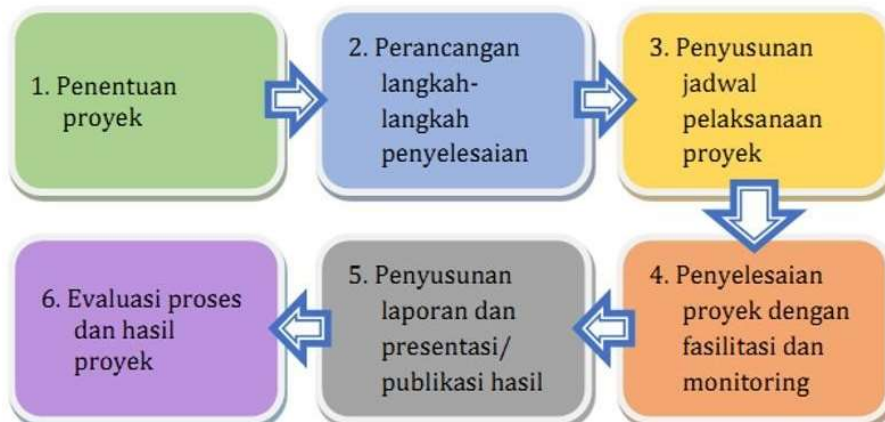 1. Penentuan
proyek
2. Perancangan
langkah-
langkah
penyelesaian
3. Penyusunan
jadwal
pelaksanaan
proyek
4. Penyelesaian
proyek dengan
fasilitasi dan
monitoring
5. Penyusunan
laporan dan
presentasi/
publikasi hasil
6. Evaluasi proses
dan hasil
proyek